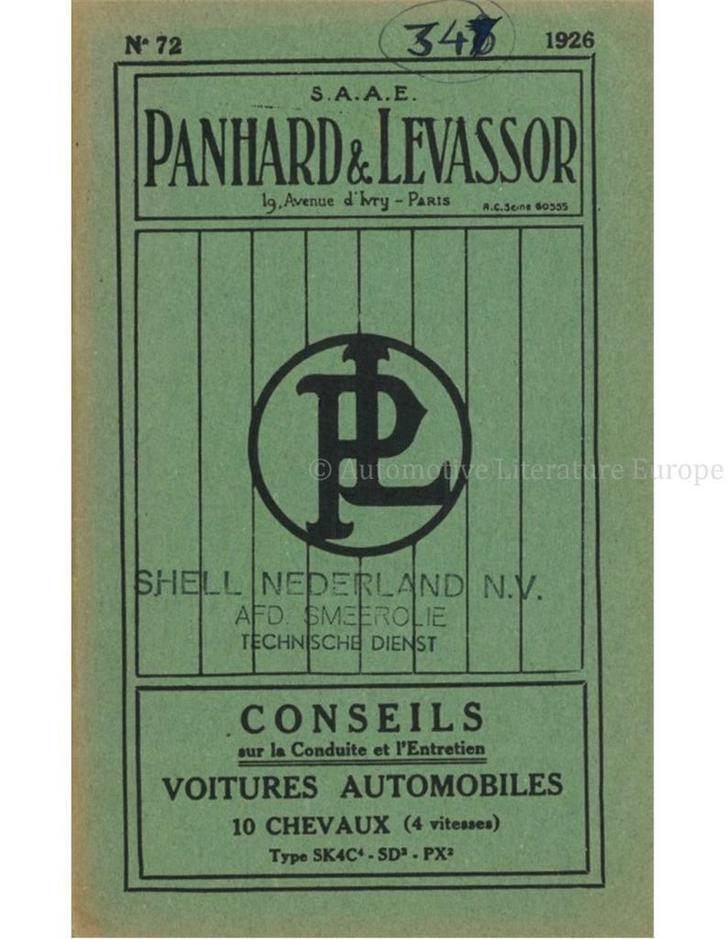 Nº 72
1926
S.A.A.E.
PANHARD & LEVASSOR
19, Avenue d'Ivry - PARIS
R.C. Seine 60555
PL
© Automotive Literature Europe
SHELL NEDERLAND N.V.
AFD. SMEEROLIE
TECHNISCHE DIENST
CONSEILS
sur la Conduite et l'Entretien
VOITURES AUTOMOBILES
10 CHEVAUX (4 vitesses)
Type SK4C⁴ - SD³ - PX²